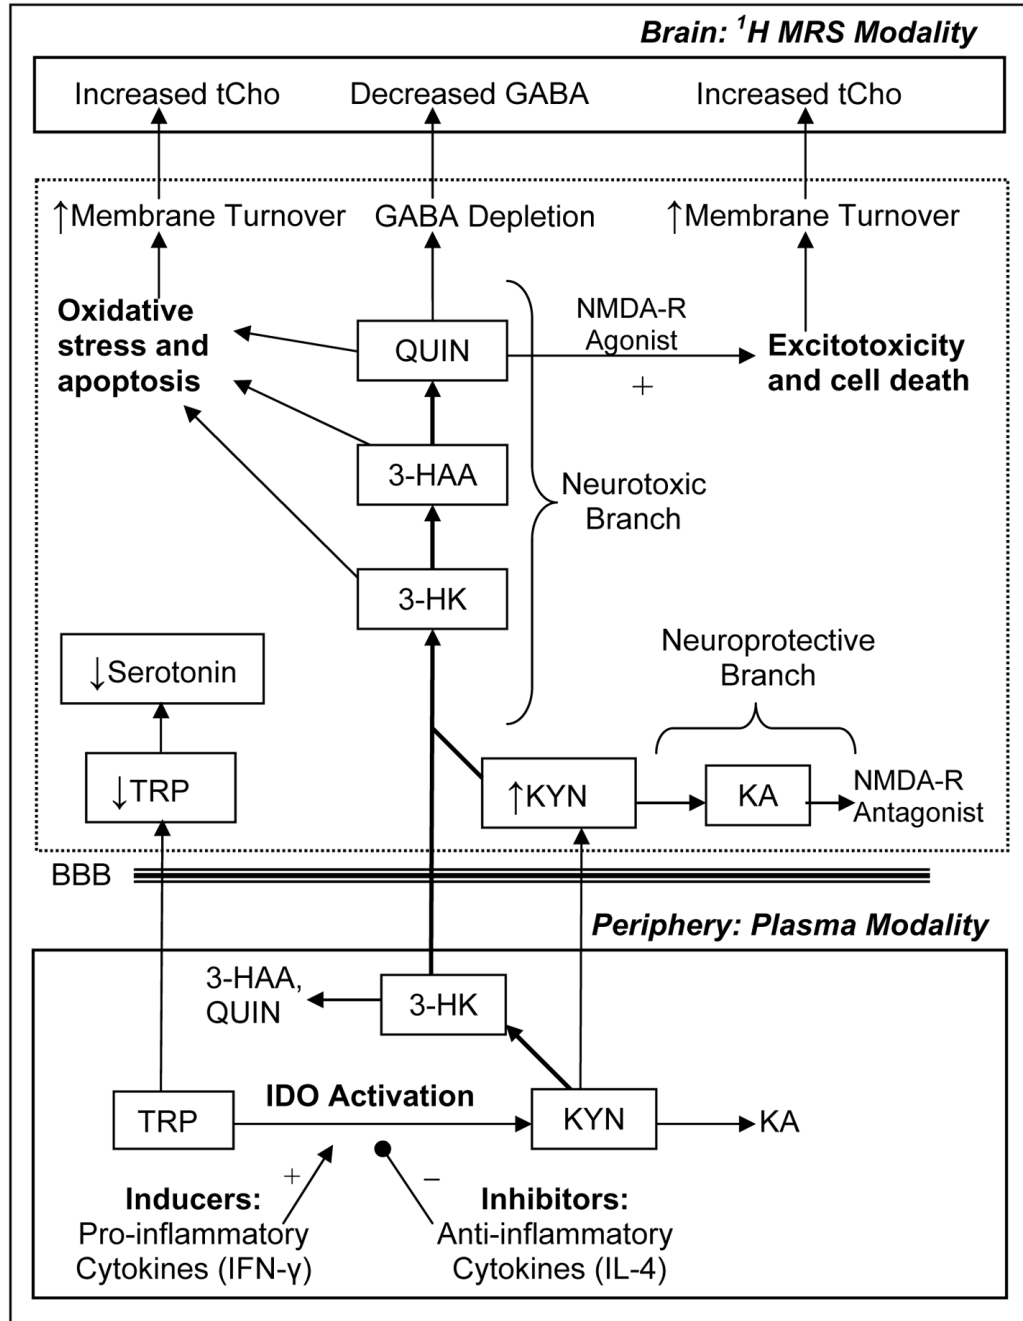 Brain: ¹H MRS Modality
Increased tCho
Decreased GABA
Increased tCho
↑Membrane Turnover
GABA Depletion
↑Membrane Turnover
Oxidative
stress and
apoptosis
QUIN
NMDA-R
Agonist
+
Excitotoxicity
and cell death
3-HAA
Neurotoxic
Branch
3-HK
↓Serotonin
Neuroprotective
Branch
↓TRP
↑KYN
KA
NMDA-R
Antagonist
BBB
Periphery: Plasma Modality
3-HAA,
QUIN
3-HK
IDO Activation
TRP
KYN
KA
+
−
Inducers:
Pro-inflammatory
Cytokines (IFN-γ)
Inhibitors:
Anti-inflammatory
Cytokines (IL-4)